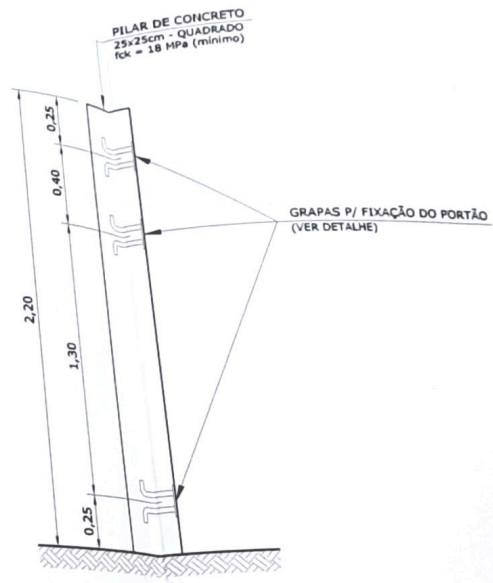 PILAR DE CONCRETO
25x25cm - QUADRADO
fck = 18 MPa (mínimo)
0,25
0,40
GRAPAS P/ FIXAÇÃO DO PORTÃO
(VER DETALHE)
2,20
1,30
0,25